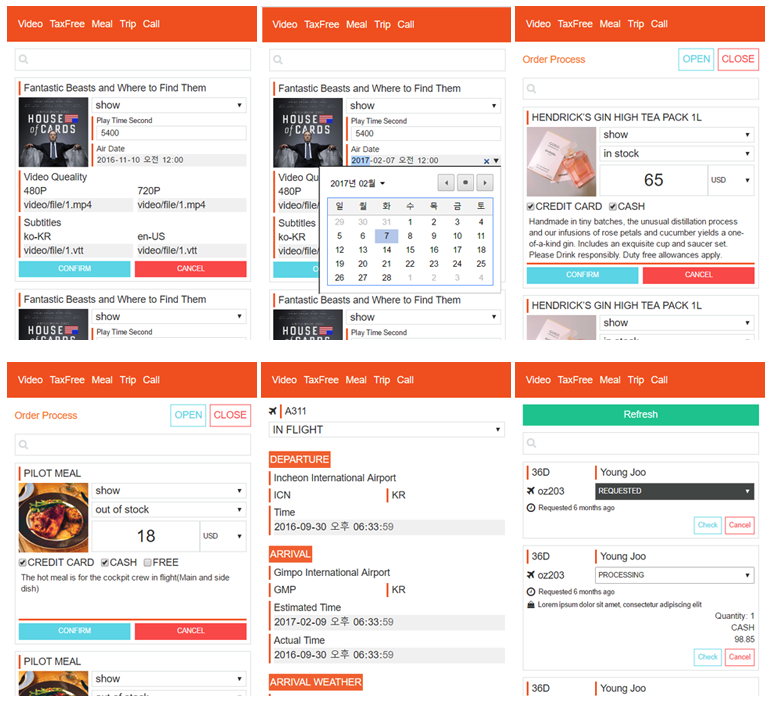 Video TaxFree Meal Trip Call
Fantastic Beasts and Where to Find Them
HOUSE
of CARDS
show
Play Time Second
5400
Air Date
2016-11-10 오전 12:00
Video Queality
480P 720P
video/file/1.mp4 video/file/1.mp4
Subtitles
ko-KR en-US
video/file/1.vtt video/file/1.vtt
CONFIRM CANCEL
Fantastic Beasts and Where to Find Them
HOUSE
show
Play Time Second
Video TaxFree Meal Trip Call
Fantastic Beasts and Where to Find Them
HOUSE
of CARDS
show
Play Time Second
5400
Air Date
2017-02-07 오전 12:00
Video Qu
480P
video/file
Subtitles
ko-KR
video/file
2017년 02월
일 월 화 수 목 금 토
29 30 31 1 2 3 4
5 6 7 8 9 10 11
12 13 14 15 16 17 18
19 20 21 22 23 24 25
26 27 28 1 2 3 4
Fantastic Beasts and Where to Find Them
HOUSE
show
Play Time Second
Video TaxFree Meal Trip Call
Order Process OPEN CLOSE
HENDRICK'S GIN HIGH TEA PACK 1L
show
in stock
65 USD
CREDIT CARD CASH
Handmade in tiny batches, the unusual distillation process
and our infusions of rose petals and cucumber yields a one-
of-a-kind gin. Includes an exquisite cup and saucer set.
Please Drink responsibly. Duty free allowances apply.
CONFIRM CANCEL
HENDRICK'S GIN HIGH TEA PACK 1L
show
in stock
Video TaxFree Meal Trip Call
Order Process OPEN CLOSE
PILOT MEAL
show
out of stock
18 USD
CREDIT CARD CASH FREE
The hot meal is for the cockpit crew in flight(Main and side
dish)
CONFIRM CANCEL
PILOT MEAL
show
out of stock
Video TaxFree Meal Trip Call
A311
IN FLIGHT
DEPARTURE
Incheon International Airport
ICN KR
Time
2016-09-30 오후 06:33:59
ARRIVAL
Gimpo International Airport
GMP KR
Estimated Time
2017-02-09 오후 06:33:59
Actual Time
2016-09-30 오후 06:33:59
ARRIVAL WEATHER
Video TaxFree Meal Trip Call
Refresh
36D Young Joo
oz203 REQUESTED
Requested 6 months ago
Check Cancel
36D Young Joo
oz203 PROCESSING
Requested 6 months ago
Lorem ipsum dolor sit amet, consectetur adipiscing elit
Quantity: 1
CASH
98.85
Check Cancel
36D Young Joo